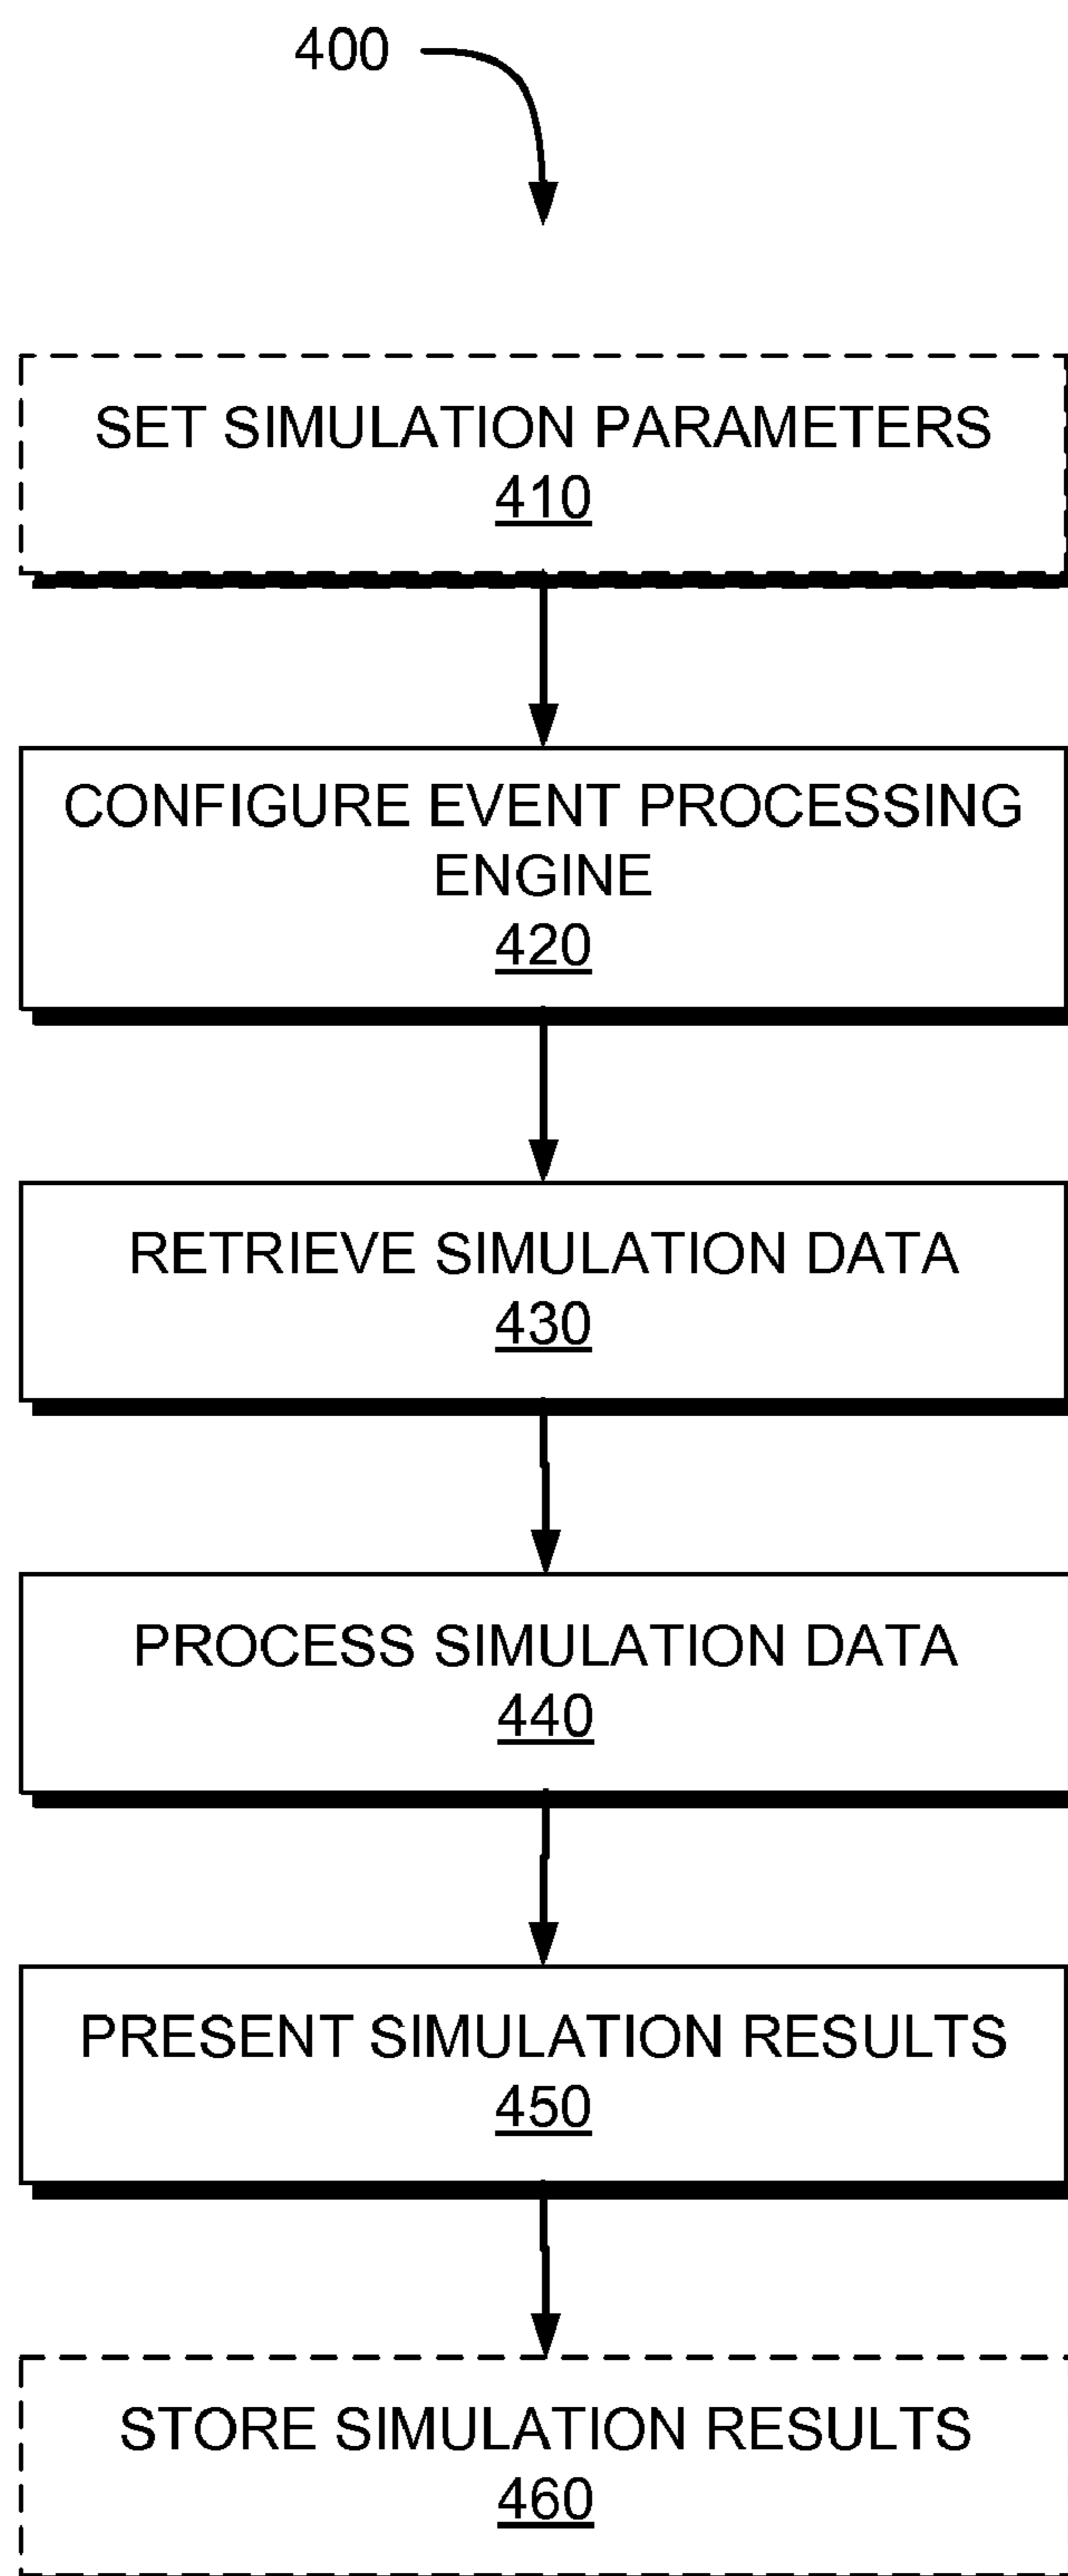 400
SET SIMULATION PARAMETERS
410
CONFIGURE EVENT PROCESSING
ENGINE
420
RETRIEVE SIMULATION DATA
430
PROCESS SIMULATION DATA
440
PRESENT SIMULATION RESULTS
450
STORE SIMULATION RESULTS
460